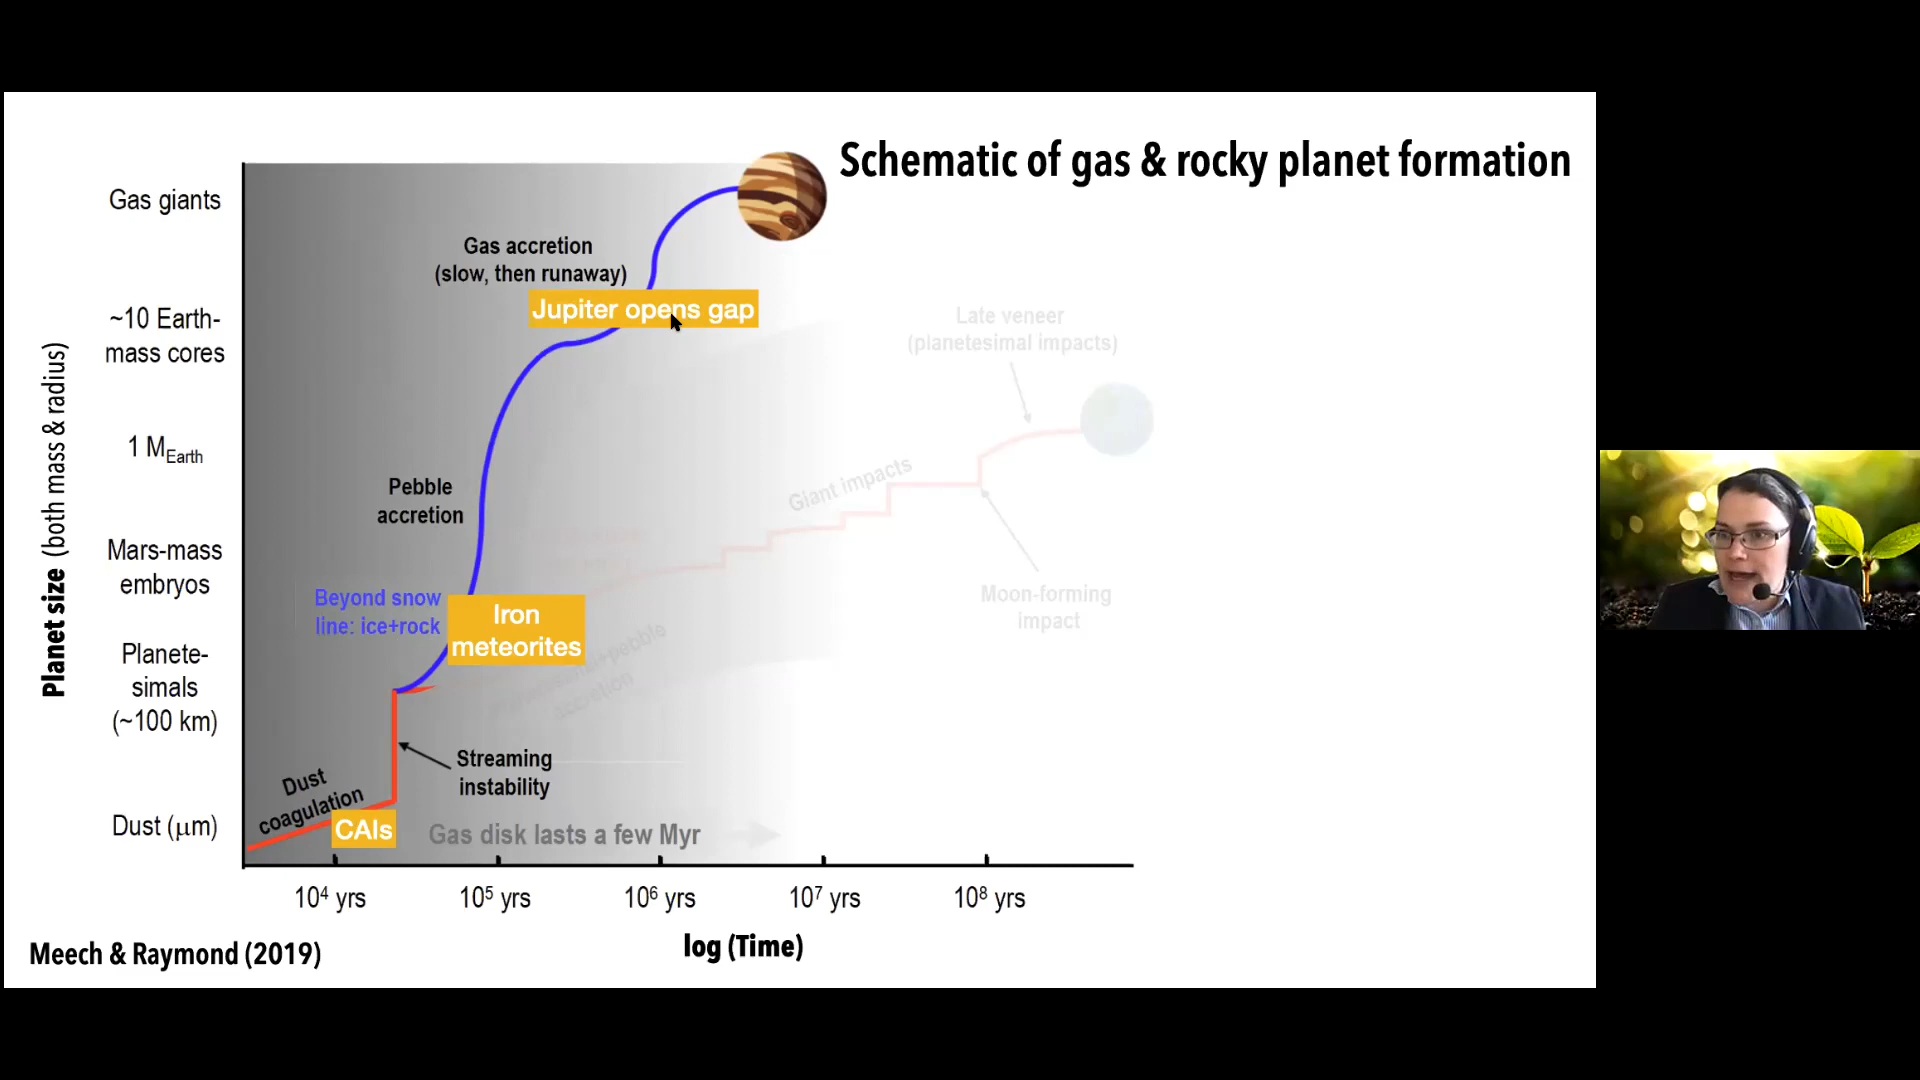 Schematic of gas & rocky planet formation
Gas giants
~10 Earth-
mass cores
1 MEarth
Mars-mass
embryos
Planete-
simals
(~100 km)
Dust (μm)
Planet size (both mass & radius)
Gas accretion
(slow, then runaway)
Jupiter opens gap
Late veneer
(planetesimal impacts)
Pebble
accretion
Giant impacts
Beyond snow
line: ice+rock
Iron
meteorites
Moon-forming
impact
accretion
Streaming
instability
Dust
coagulation
CAIs
Gas disk lasts a few Myr
10⁴ yrs
10⁵ yrs
10⁶ yrs
10⁷ yrs
10⁸ yrs
log (Time)
Meech & Raymond (2019)